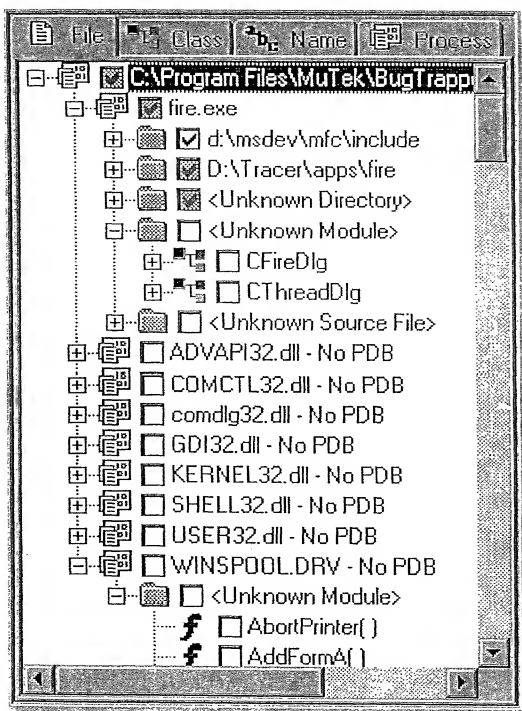 File Class Name Process
C:\Program Files\MuTek\BugTrapp
fire.exe
d:\msdev\mfc\include
D:\Tracer\apps\fire
<Unknown Directory>
<Unknown Module>
CFireDlg
CThreadDlg
<Unknown Source File>
ADVAPI32.dll - No PDB
COMCTL32.dll - No PDB
comdlg32.dll - No PDB
GDI32.dll - No PDB
KERNEL32.dll - No PDB
SHELL32.dll - No PDB
USER32.dll - No PDB
WINSPOOL.DRV - No PDB
<Unknown Module>
AbortPrinter( )
AddFormA( )